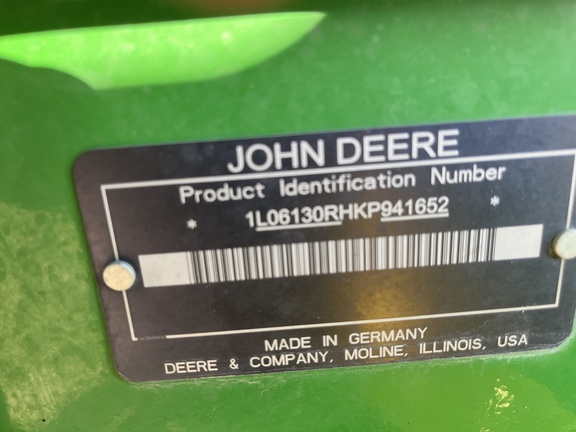 JOHN DEERE
Product Identification Number
* 1L06130RHKP941652 *
MADE IN GERMANY
DEERE & COMPANY, MOLINE, ILLINOIS, USA